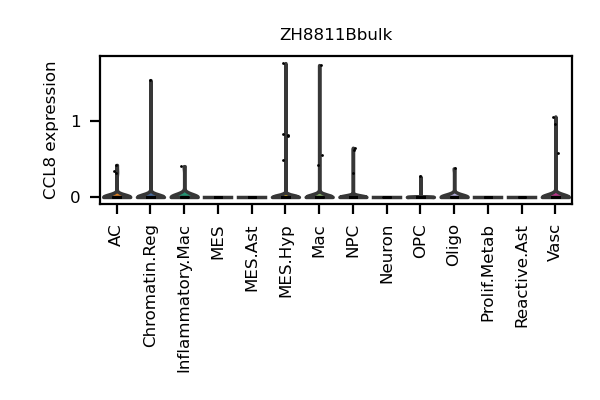 ZH8811Bbulk
CCL8 expression
1
0
AC
Chromatin.Reg
Inflammatory.Mac
MES
MES.Ast
MES.Hyp
Mac
NPC
Neuron
OPC
Oligo
Prolif.Metab
Reactive.Ast
Vasc